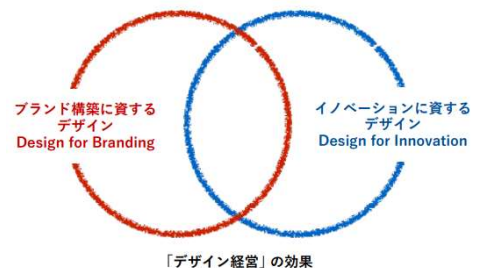 ブランド構築に資する
デザイン
Design for Branding
イノベーションに資する
デザイン
Design for Innovation
「デザイン経営」の効果